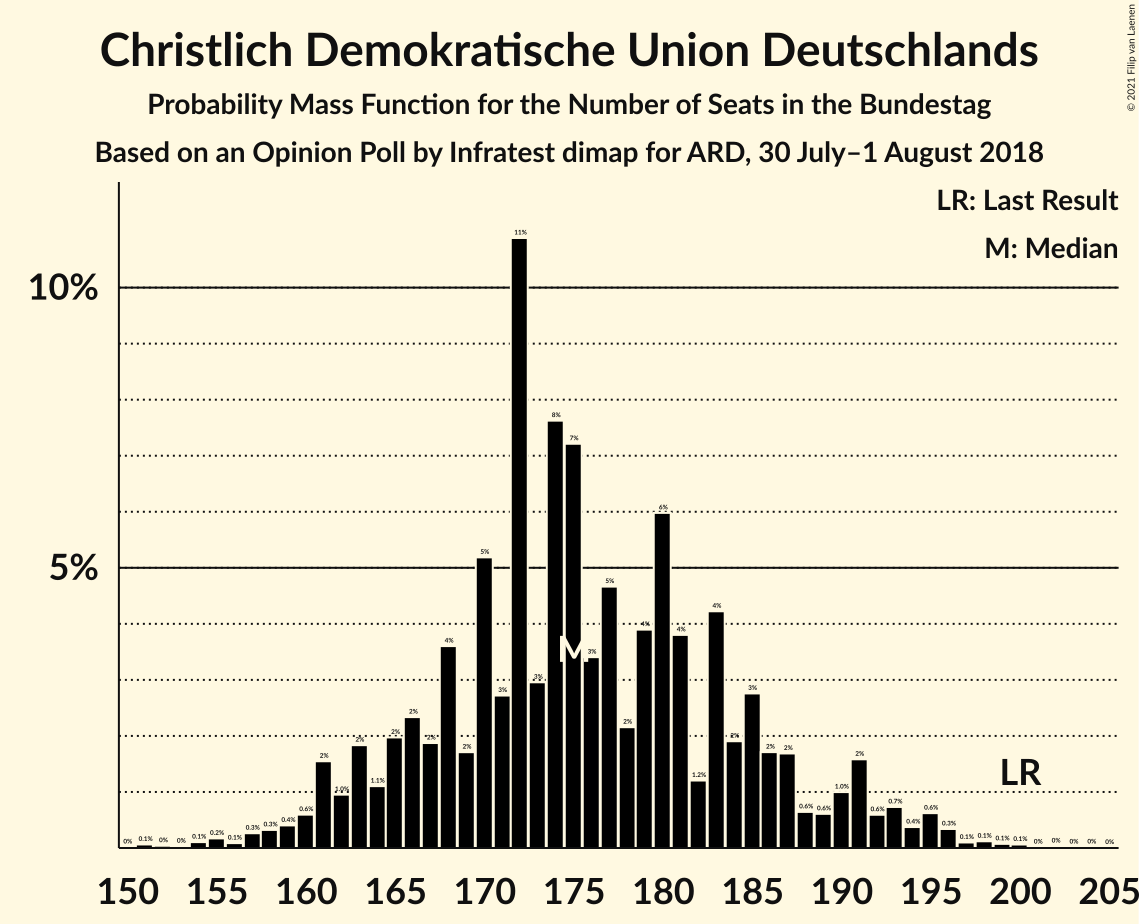 Christlich Demokratische Union Deutschlands
Probability Mass Function for the Number of Seats in the Bundestag
Based on an Opinion Poll by Infratest dimap for ARD, 30 July–1 August 2018
© 2021 Filip van Laenen
LR: Last Result
M: Median
10%
5%
0% 0.1% 0% 0% 0.1% 0.2% 0.1% 0.3% 0.3% 0.4% 0.6% 2% 1.0% 2% 1.1% 2% 2% 2% 4% 2% 5% 3% 11% 3% 8% 7% 3% 5% 2% 4% 6% 4% 1.2% 4% 2% 3% 2% 2% 0.6% 0.6% 1.0% 2% 0.6% 0.7% 0.4% 0.6% 0.3% 0.1% 0.1% 0.1% 0.1% 0% 0% 0% 0% 0%
M
LR
150 155 160 165 170 175 180 185 190 195 200 205